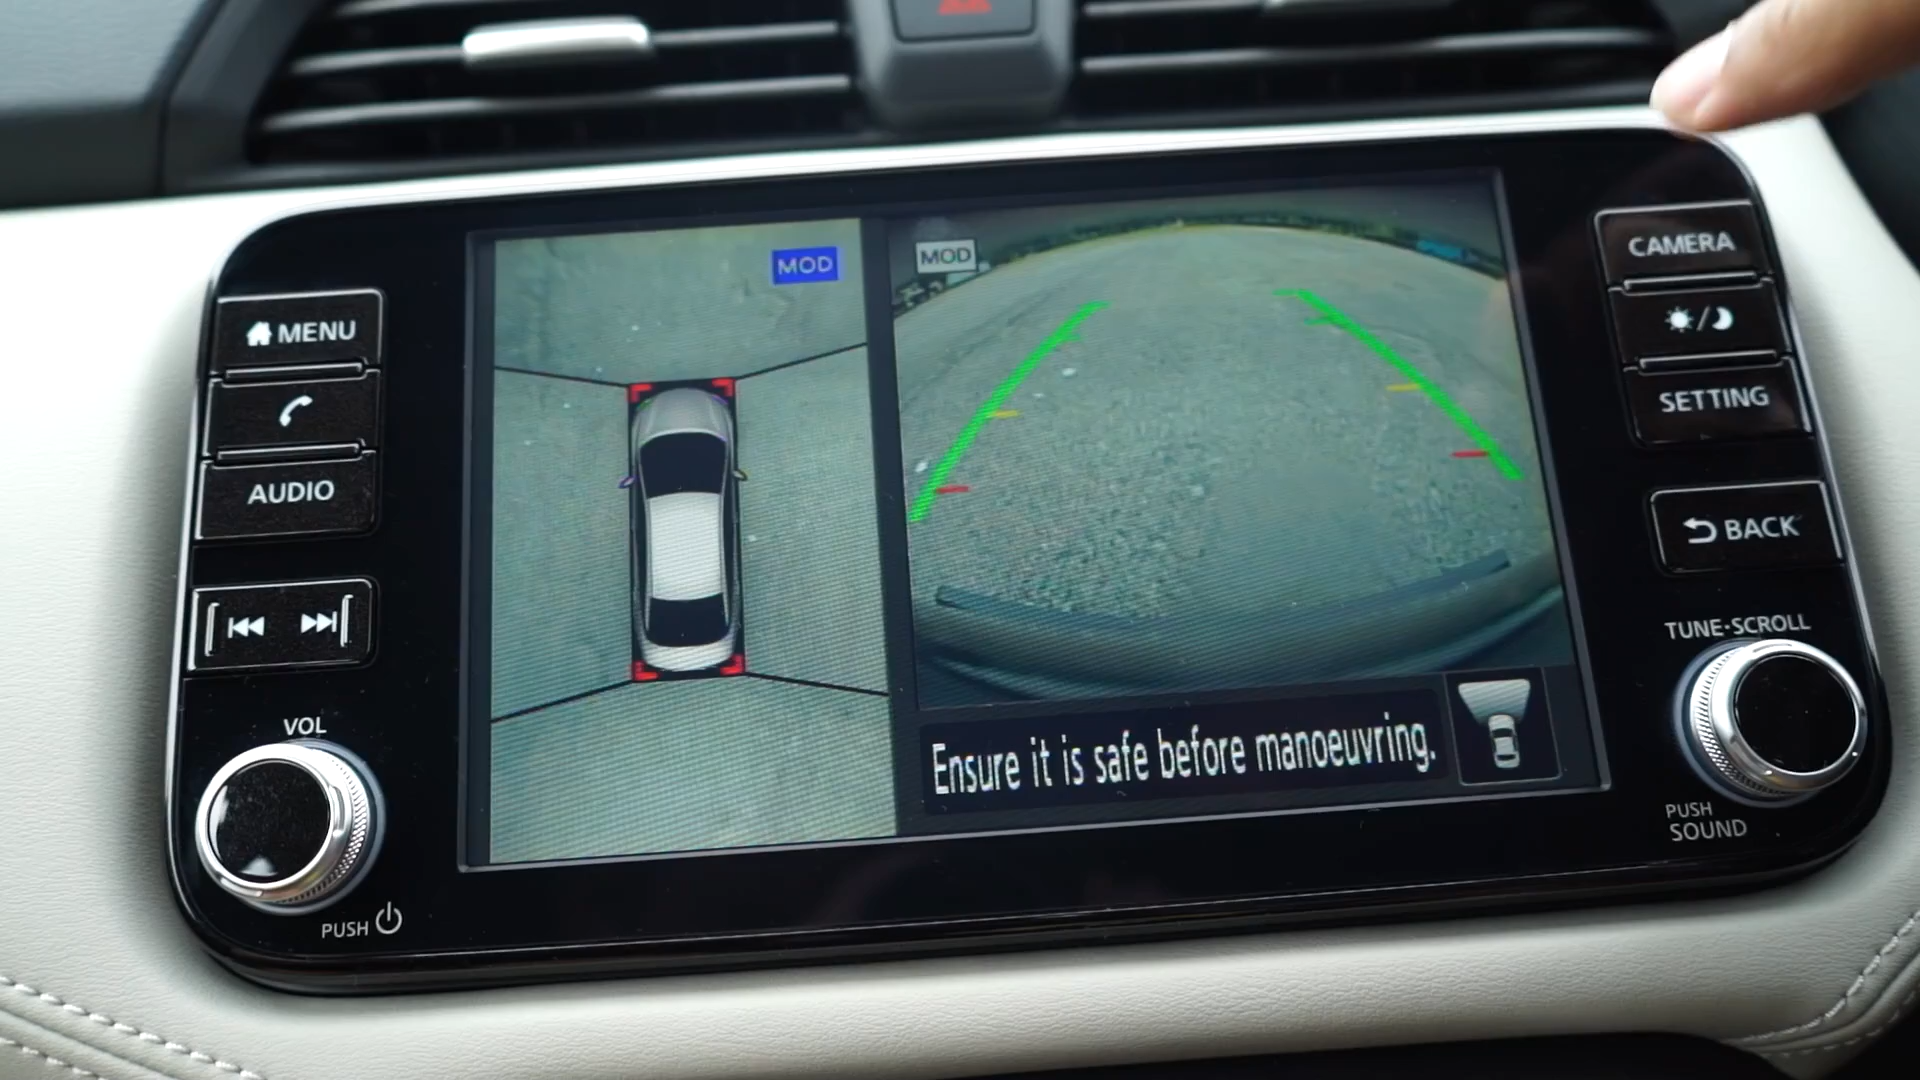 MENU
AUDIO
VOL
PUSH
MOD
MOD
Ensure it is safe before manoeuvring.
CAMERA
SETTING
BACK
TUNE·SCROLL
PUSH
SOUND